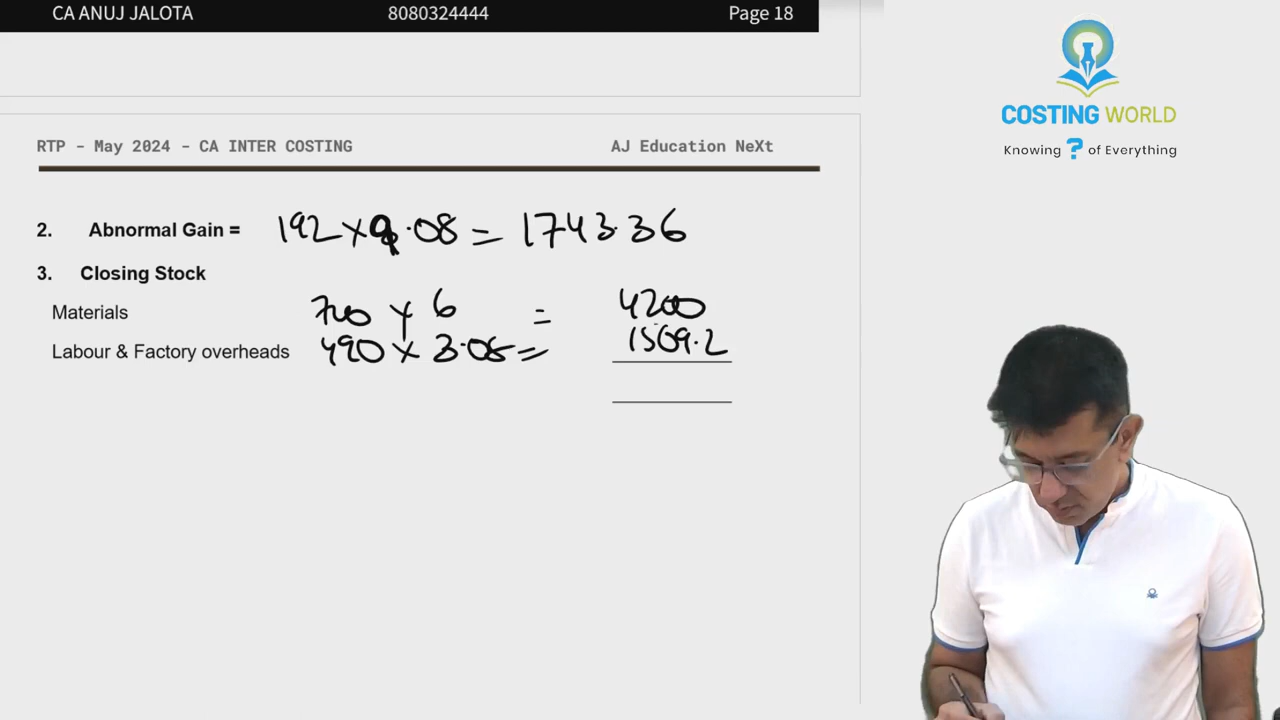 CA ANUJ JALOTA 8080324444 Page 18
COSTING WORLD
Knowing ? of Everything
RTP - May 2024 - CA INTER COSTING AJ Education NeXt
2. Abnormal Gain = 192 × 9.08 = 1743.36
3. Closing Stock
Materials 700 × 6 = 4200
Labour & Factory overheads 490 × 3.08 = 1509.2